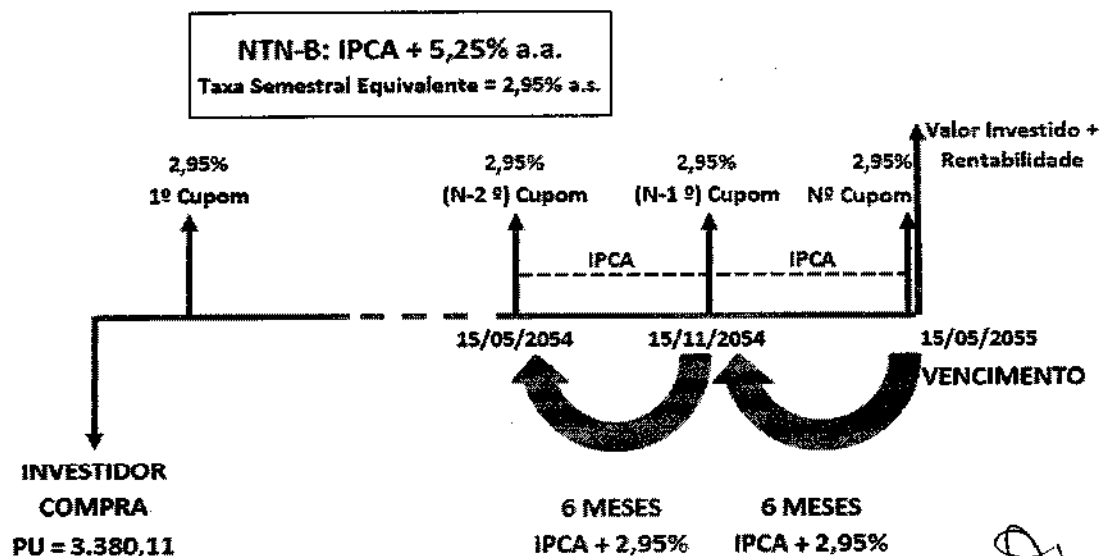 NTN-B: IPCA + 5,25% a.a.
Taxa Semestral Equivalente = 2,95% a.s.
Valor Investido +
Rentabilidade
2,95%
1º Cupom
2,95%
(N-2 º) Cupom
2,95%
(N-1 º) Cupom
2,95%
Nº Cupom
IPCA
IPCA
15/05/2054
15/11/2054
15/05/2055
VENCIMENTO
INVESTIDOR
COMPRA
PU = 3.380,11
6 MESES
IPCA + 2,95%
6 MESES
IPCA + 2,95%